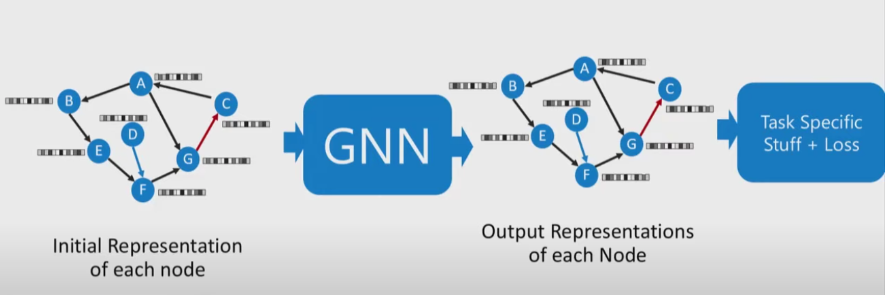 A
B
C
D
E
G
F
Initial Representation
of each node
GNN
A
B
C
D
E
G
F
Output Representations
of each Node
Task Specific
Stuff + Loss